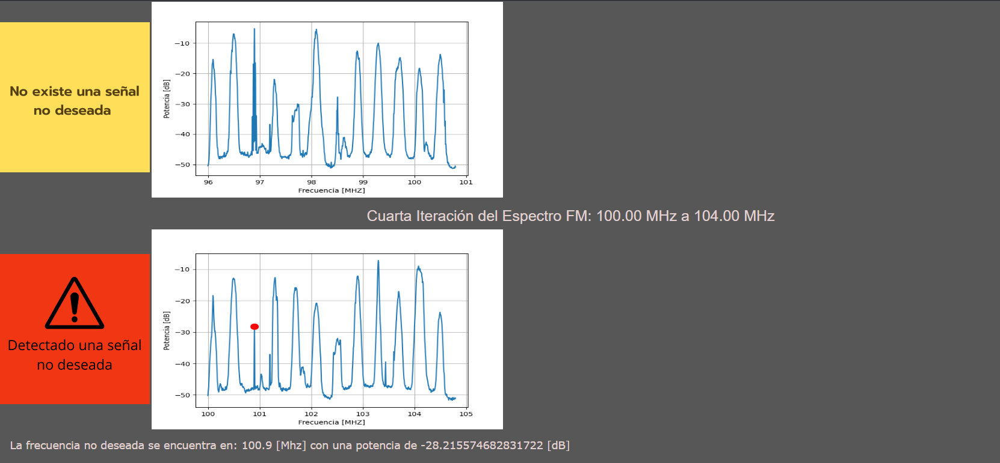 No existe una señal
no deseada
Potencia [dB]
−10
−20
−30
−40
−50
96 97 98 99 100 101
Frecuencia [MHZ]
Cuarta Iteración del Espectro FM: 100.00 MHz a 104.00 MHz
Detectado una señal
no deseada
Potencia [dB]
−10
−20
−30
−40
−50
100 101 102 103 104 105
Frecuencia [MHZ]
La frecuencia no deseada se encuentra en: 100.9 [Mhz] con una potencia de -28.215574682831722 [dB]